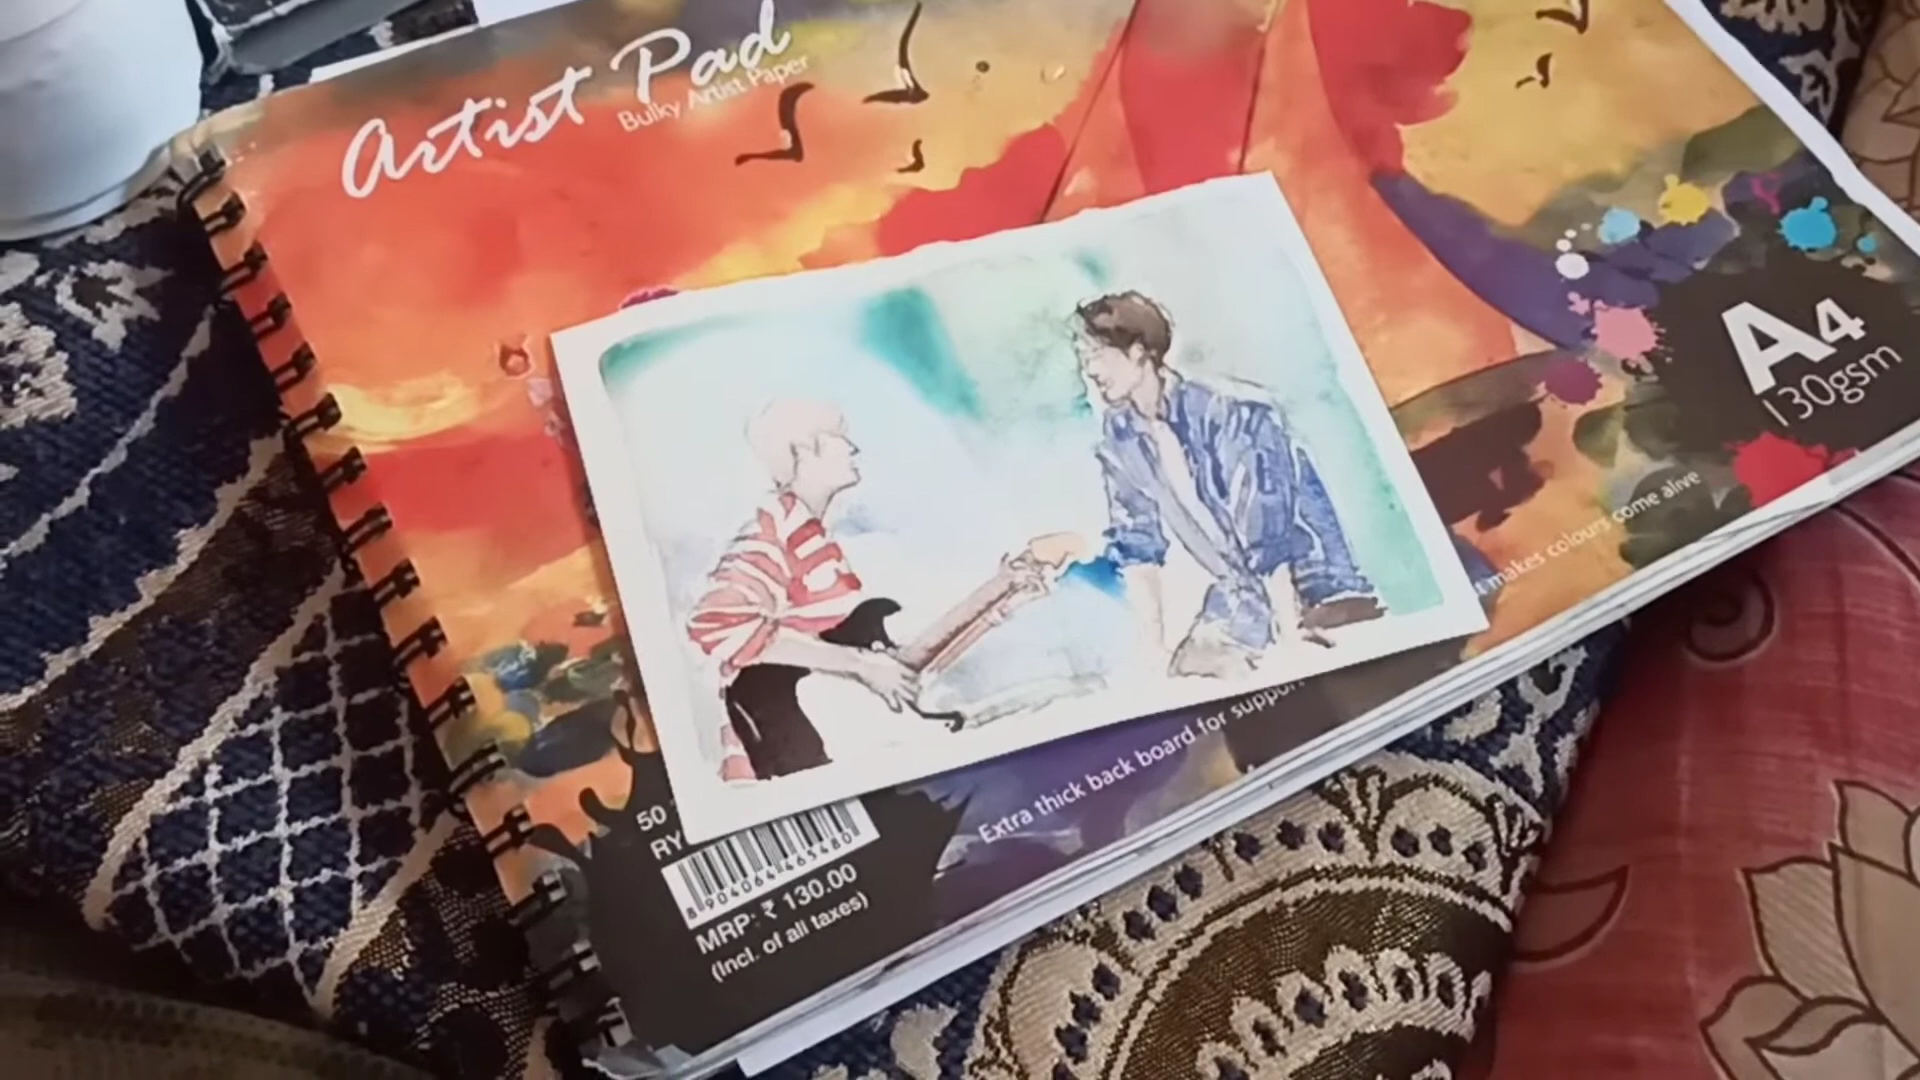 Artist Pad
Bulky Artist Paper
A4
130gsm
makes colours come alive
Extra thick back board for support
50
RY
8904064465480
MRP: ₹ 130.00
(Incl. of all taxes)